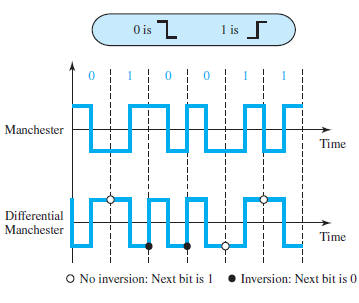 0 is 1 is
0 1 0 0 1 1
Manchester
Time
Differential
Manchester
Time
No inversion: Next bit is 1 Inversion: Next bit is 0